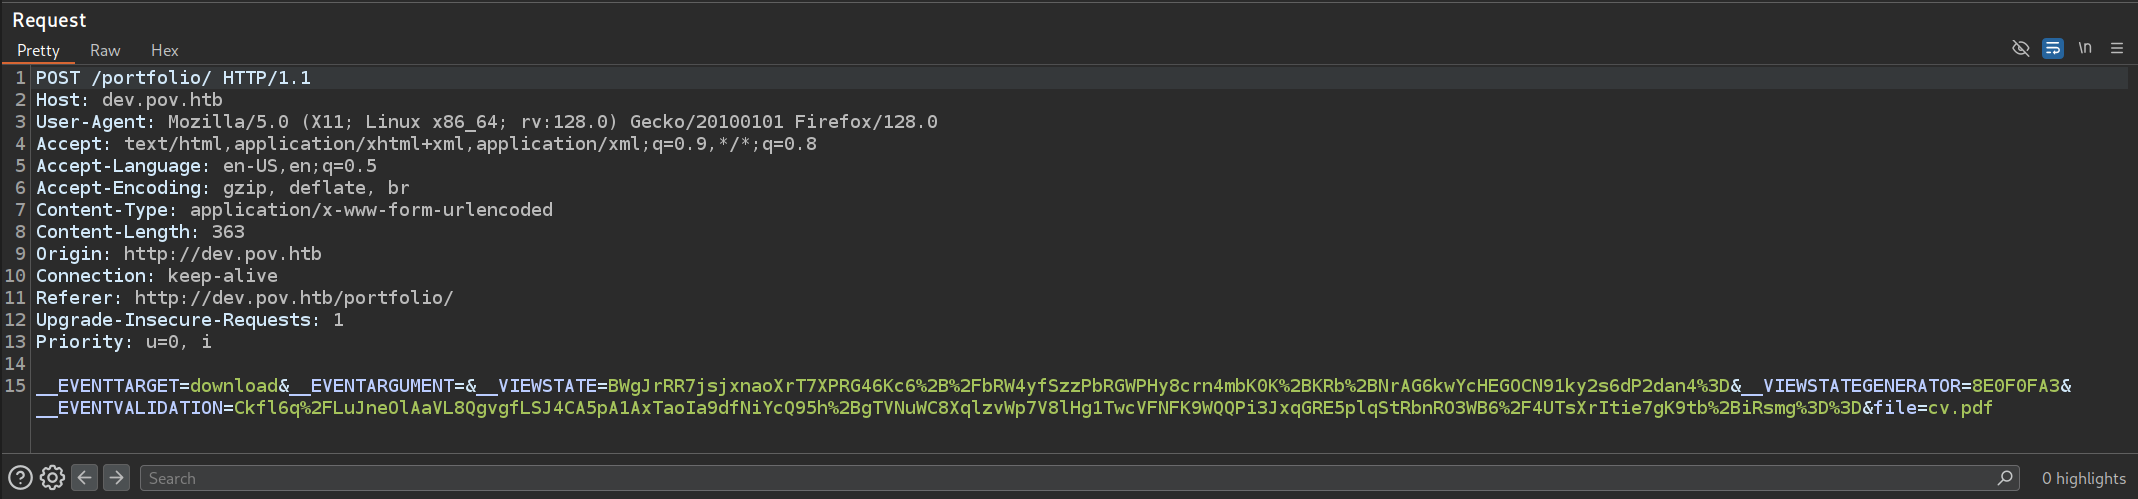 Request
Pretty Raw Hex
\n
1 POST /portfolio/ HTTP/1.1
2 Host: dev.pov.htb
3 User-Agent: Mozilla/5.0 (X11; Linux x86_64; rv:128.0) Gecko/20100101 Firefox/128.0
4 Accept: text/html,application/xhtml+xml,application/xml;q=0.9,*/*;q=0.8
5 Accept-Language: en-US,en;q=0.5
6 Accept-Encoding: gzip, deflate, br
7 Content-Type: application/x-www-form-urlencoded
8 Content-Length: 363
9 Origin: http://dev.pov.htb
10 Connection: keep-alive
11 Referer: http://dev.pov.htb/portfolio/
12 Upgrade-Insecure-Requests: 1
13 Priority: u=0, i
14
15 __EVENTTARGET=download&__EVENTARGUMENT=&__VIEWSTATE=BWgJrRR7jsjxnaoXrT7XPRG46Kc6%2B%2FbRW4yfSzzPbRGWPHy8crn4mbK0K%2BKRb%2BNrAG6kwYcHEGOCN91ky2s6dP2dan4%3D&__VIEWSTATEGENERATOR=8E0F0FA3&
__EVENTVALIDATION=Ckfl6q%2FLuJneOlAaVL8QgvgfLSJ4CA5pA1AxTaoIa9dfNiYcQ95h%2BgTVNuWC8XqlzvWp7V8lHg1TwcVFNFK9WQQPi3JxqGRE5plqStRbnRO3WB6%2F4UTsXrItie7gK9tb%2BiRsmg%3D%3D&file=cv.pdf
Search
0 highlights